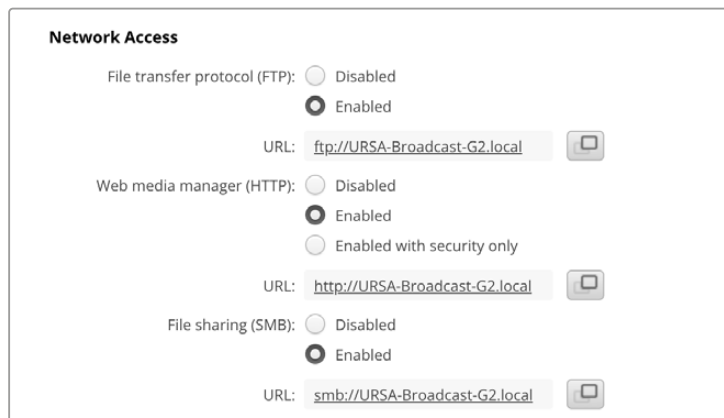 Network Access
File transfer protocol (FTP): Disabled
Enabled
URL: ftp://URSA-Broadcast-G2.local
Web media manager (HTTP): Disabled
Enabled
Enabled with security only
URL: http://URSA-Broadcast-G2.local
File sharing (SMB): Disabled
Enabled
URL: smb://URSA-Broadcast-G2.local